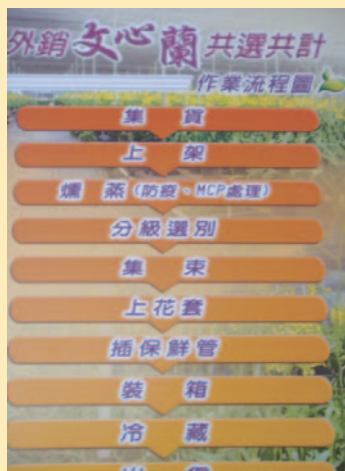 外銷文心蘭共選共計
作業流程圖
集貨
上架
燻蒸(防疫、MCP處理)
分級選別
集束
上花套
插保鮮管
裝箱
冷藏